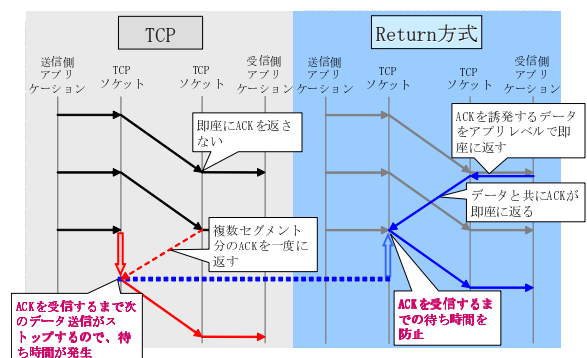 TCP
Return方式
送信側
アプリ
ケーション
TCP
ソケット
TCP
ソケット
受信側
アプリ
ケーション
送信側
アプリ
ケーション
TCP
ソケット
TCP
ソケット
受信側
アプリ
ケーション
即座にACKを返さ
ない
複数セグメント
分のACKを一度に
返す
ACKを受信するまで次
のデータ送信がス
トップするので、待
ち時間が発生
ACKを誘発するデータ
をアプリレベルで即
座に返す
データと共にACKが
即座に返る
ACKを受信するま
での待ち時間を
防止